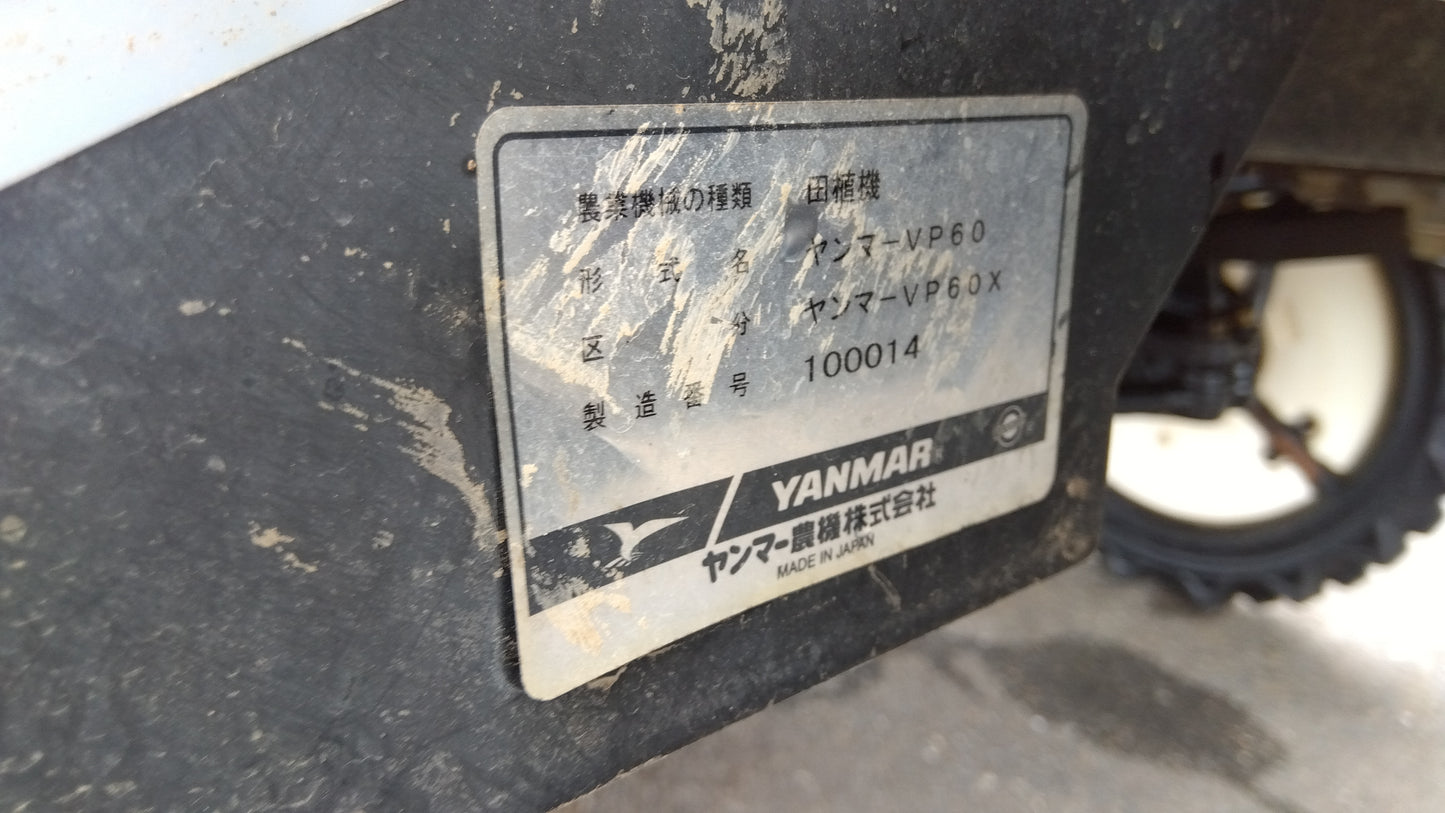 農業機械の種類 田植機
形式名 ヤンマーVP60
区分 ヤンマーVP60X
製造番号 100014
YANMAR
ヤンマー農機株式会社
MADE IN JAPAN